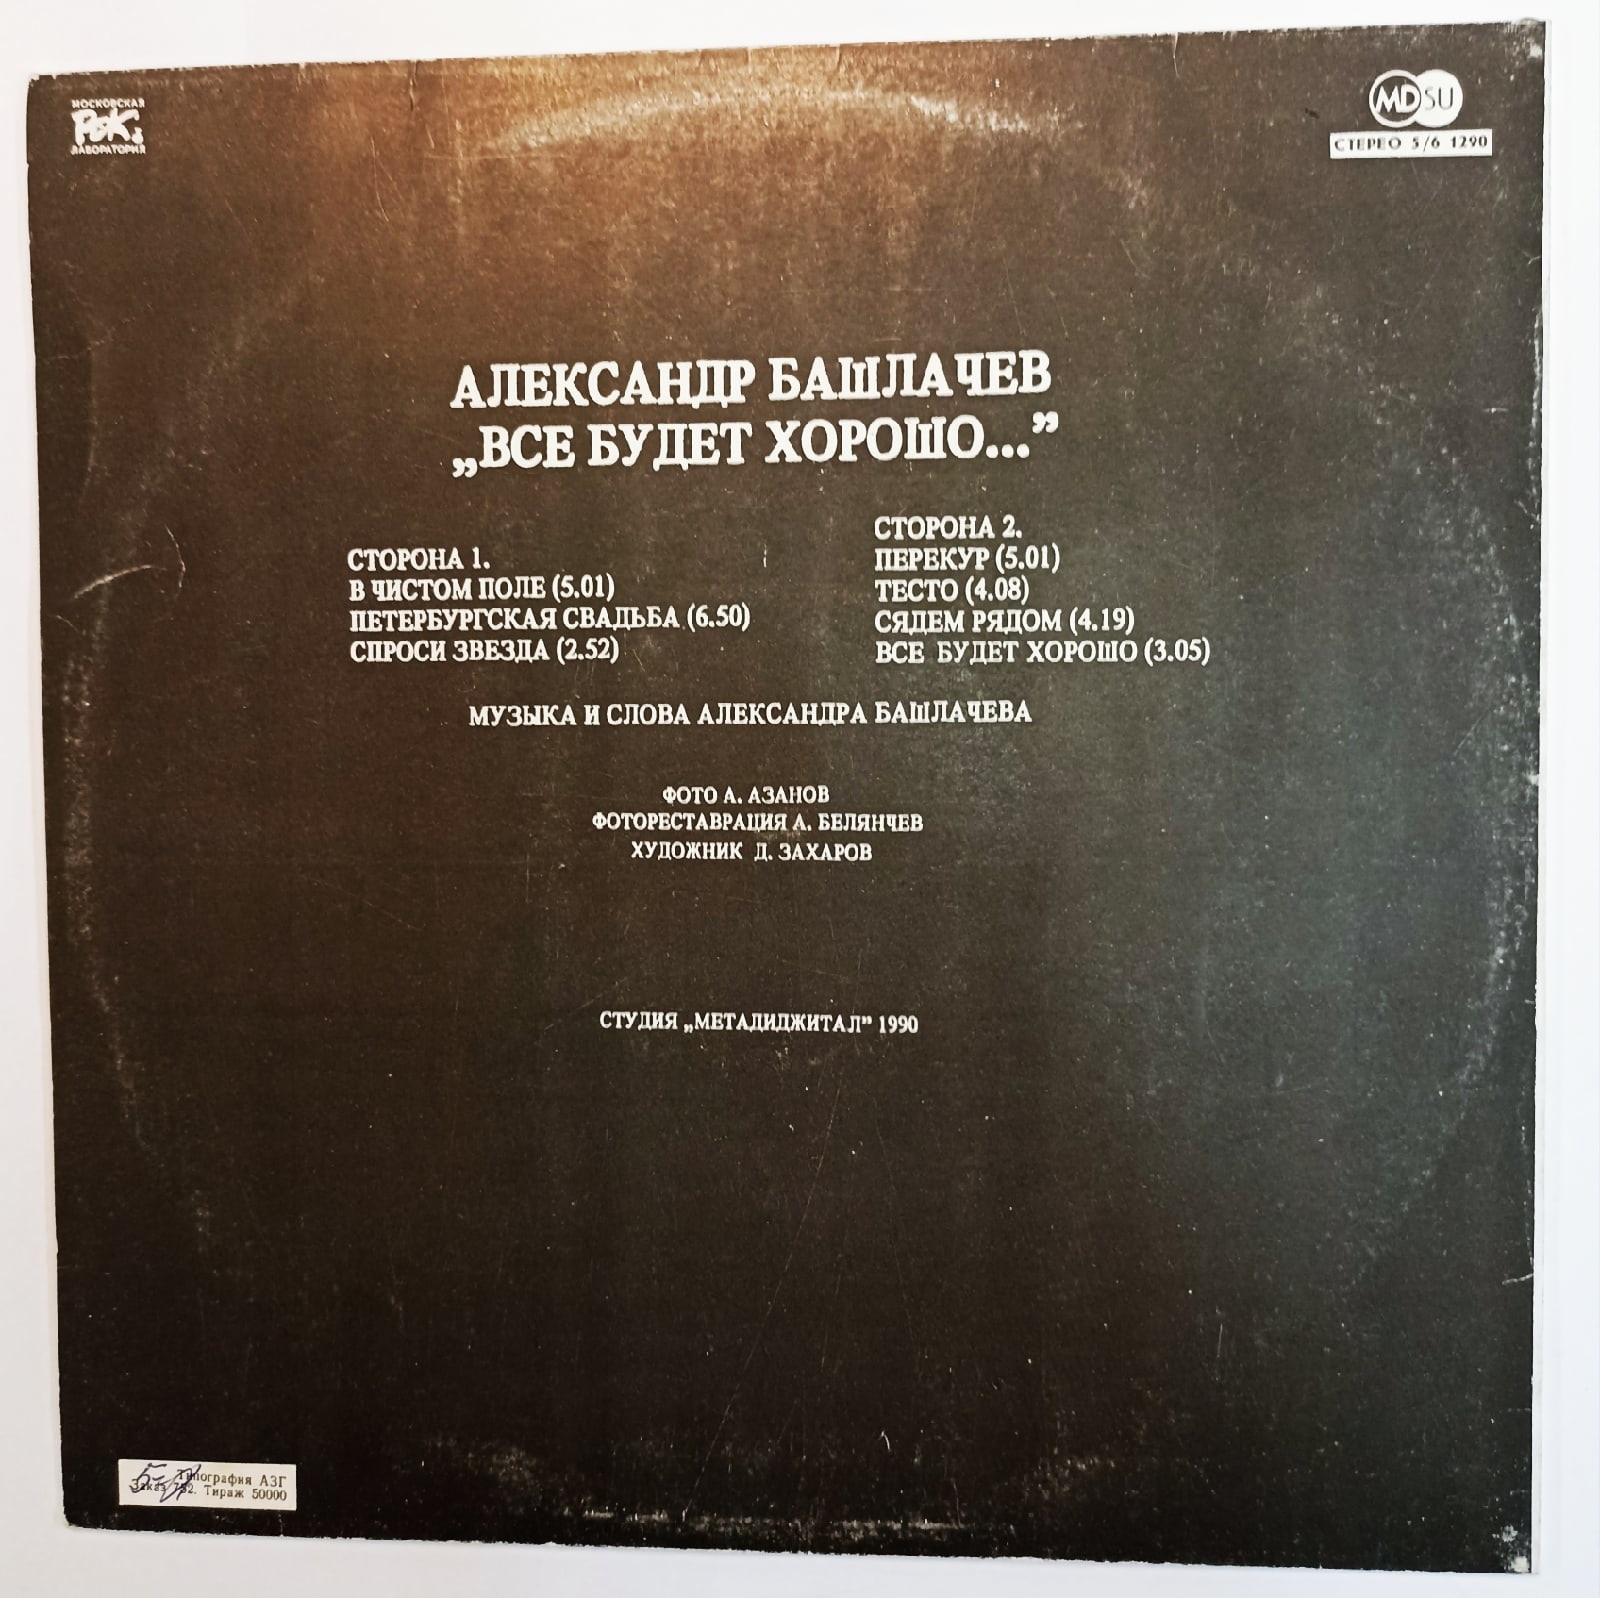 МОСКОВСКАЯ
РОК
ЛАБОРАТОРИЯ
MD SU
СТЕРЕО 5/6 1290
АЛЕКСАНДР БАШЛАЧЕВ
„ВСЕ БУДЕТ ХОРОШО...”
СТОРОНА 1.
В ЧИСТОМ ПОЛЕ (5.01)
ПЕТЕРБУРГСКАЯ СВАДЬБА (6.50)
СПРОСИ ЗВЕЗДА (2.52)
СТОРОНА 2.
ПЕРЕКУР (5.01)
ТЕСТО (4.08)
СЯДЕМ РЯДОМ (4.19)
ВСЕ БУДЕТ ХОРОШО (3.05)
МУЗЫКА И СЛОВА АЛЕКСАНДРА БАШЛАЧЕВА
ФОТО А. АЗАНОВ
ФОТОРЕСТАВРАЦИЯ А. БЕЛЯНЧЕВ
ХУДОЖНИК Д. ЗАХАРОВ
СТУДИЯ „МЕТАДИДЖИТАЛ” 1990
Типография АЗГ
Заказ Тираж 50000